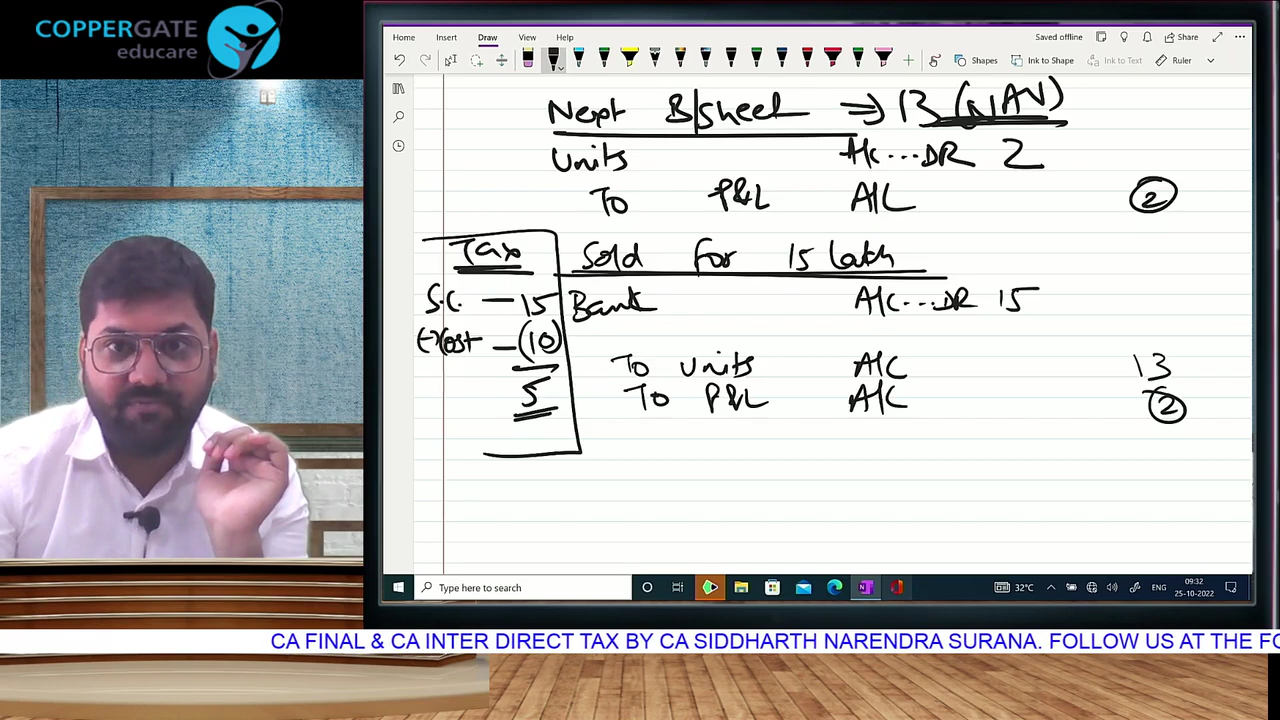 COPPERGATE
educare
Home Insert Draw View Help
Saved offline
Share
Shapes Ink to Shape Ink to Text Ruler
Next B/sheet ⇒ 13 (NAV)
Units A/c...DR 2
To P&L A/C 2
Tax
S.C. — 15
(-) Cost — (10)
5
Sold for 15 lakh
Bank A/C...DR 15
To Units A/C 13
To P&L A/C 2
Type here to search
32°C ENG 09:32
25-10-2022
CA FINAL & CA INTER DIRECT TAX BY CA SIDDHARTH NARENDRA SURANA. FOLLOW US AT THE FO